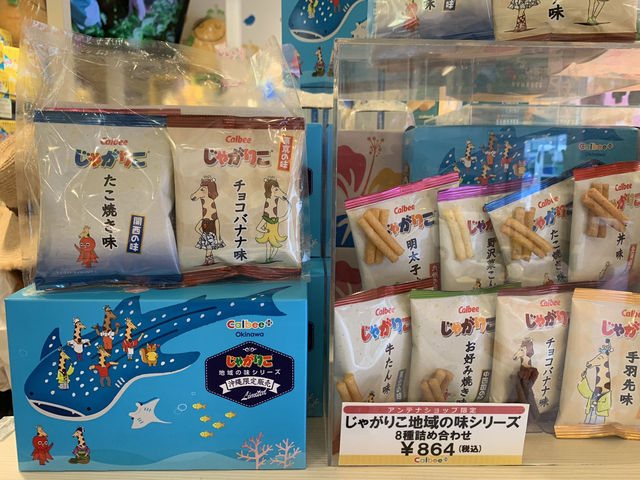 味
味
Calbee
じゃがりこ
たこ焼き味
関西の味
Calbee
じゃがりこ
東京の味
チョコバナナ味
Calbee
じゃがりこ
明太子
Calbee
じゃがりこ
Calbee
じゃがりこ
たこ焼
Calbee
丼味
じゃがりこ
牛たん味
じゃがりこ
お好み焼き
Calbee
じゃがりこ
チョコバナナ味
Calbee
じゃがりこ
手羽先味
Calbee+
Okinawa
じゃがりこ
地域の味シリーズ
沖縄限定販売
Limited
アンテナショップ限定
じゃがりこ地域の味シリーズ
8種詰め合わせ
¥864(税込)
Calbee+